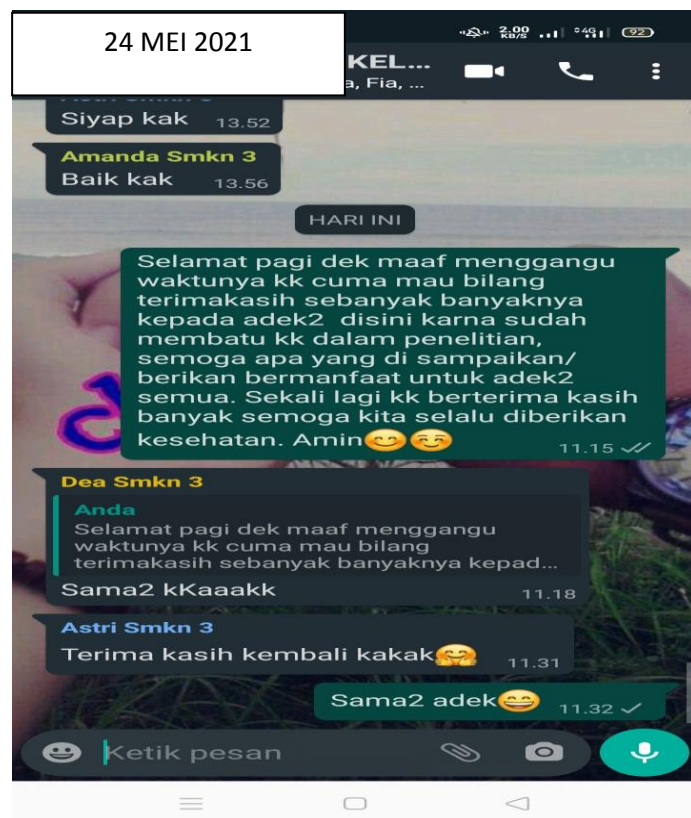 24 MEI 2021
2.00
KB/S
4G
92
KEL...
a, Fia, ...
Siyap kak 13.52
Amanda Smkn 3
Baik kak 13.56
HARI INI
Selamat pagi dek maaf menggangu
waktunya kk cuma mau bilang
terimakasih sebanyak banyaknya
kepada adek2 disini karna sudah
membatu kk dalam penelitian,
semoga apa yang di sampaikan/
berikan bermanfaat untuk adek2
semua. Sekali lagi kk berterima kasih
banyak semoga kita selalu diberikan
kesehatan. Amin😊☺️
11.15
Dea Smkn 3
Anda
Selamat pagi dek maaf menggangu
waktunya kk cuma mau bilang
terimakasih sebanyak banyaknya kepad...
Sama2 kKaaakk 11.18
Astri Smkn 3
Terima kasih kembali kakak🤗 11.31
Sama2 adek😄 11.32
Ketik pesan